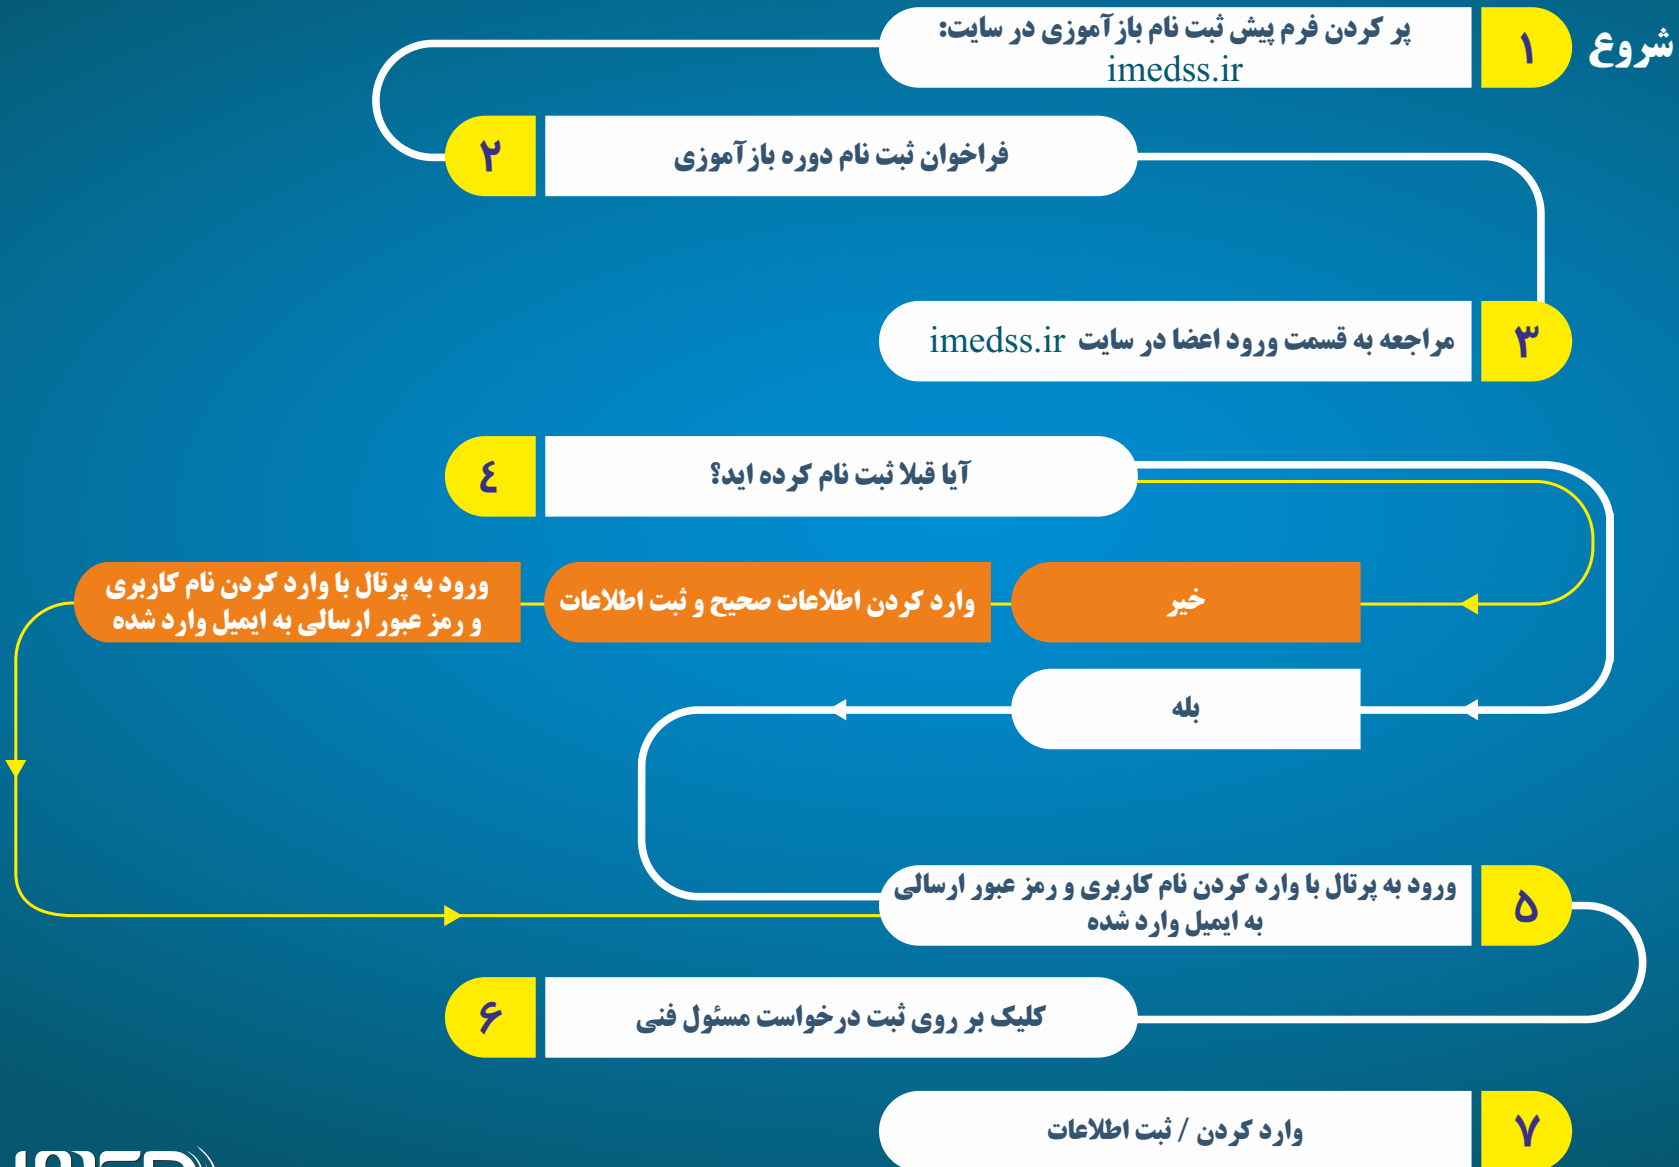 شروع
۱
پر کردن فرم پیش ثبت نام بازآموزی در سایت:
imedss.ir
۲
فراخوان ثبت نام دوره بازآموزی
۳
مراجعه به قسمت ورود اعضا در سایت imedss.ir
٤
آیا قبلا ثبت نام کرده اید؟
خیر
وارد کردن اطلاعات صحیح و ثبت اطلاعات
ورود به پرتال با وارد کردن نام کاربری
و رمز عبور ارسالی به ایمیل وارد شده
بله
۵
ورود به پرتال با وارد کردن نام کاربری و رمز عبور ارسالی
به ایمیل وارد شده
۶
کلیک بر روی ثبت درخواست مسئول فنی
۷
وارد کردن / ثبت اطلاعات